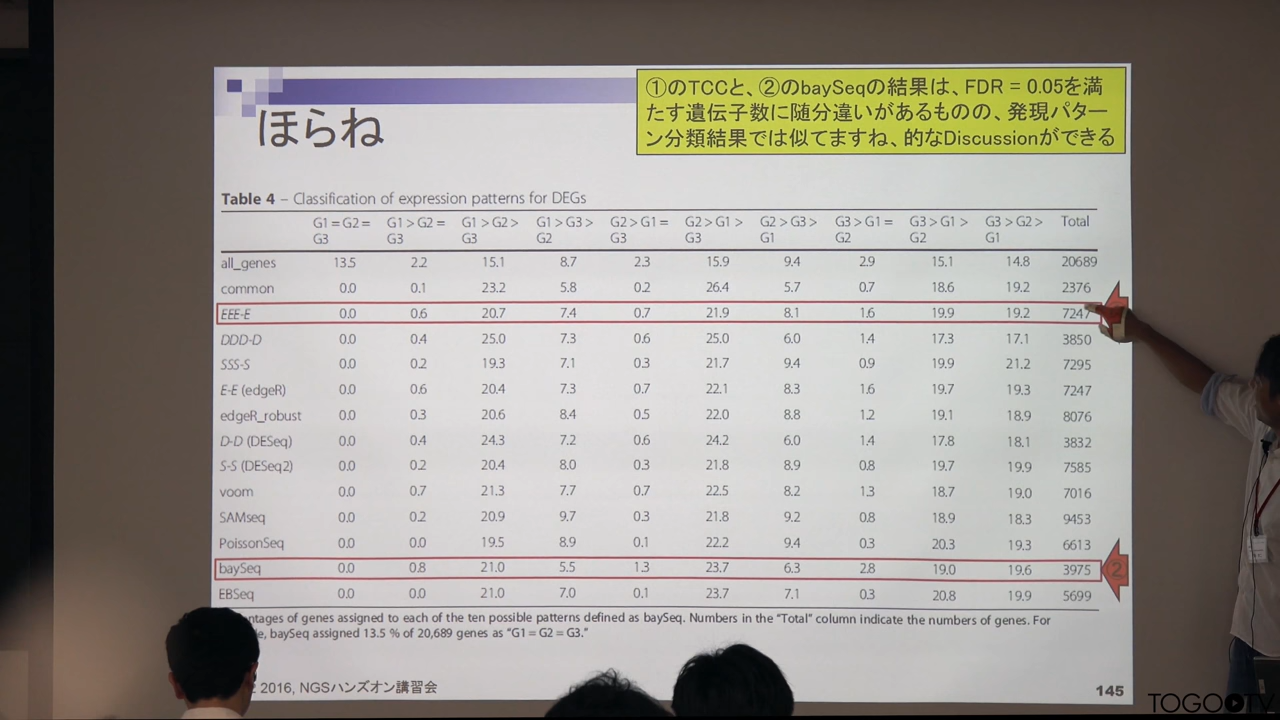 ①のTCCと、②のbaySeqの結果は、FDR = 0.05を満
たす遺伝子数に随分違いがあるものの、発現パター
ン分類結果では似てますね、的なDiscussionができる
ほらね
Table 4 – Classification of expression patterns for DEGs
G1 = G2 = G3 G1 > G2 = G3 G1 > G2 > G3 G1 > G3 > G2 G2 > G1 = G3 G2 > G1 > G3 G2 > G3 > G1 G3 > G1 = G2 G3 > G1 > G2 G3 > G2 > G1 Total
all_genes 13.5 2.2 15.1 8.7 2.3 15.9 9.4 2.9 15.1 14.8 20689
common 0.0 0.1 23.2 5.8 0.2 26.4 5.7 0.7 18.6 19.2 2376
EEE-E 0.0 0.6 20.7 7.4 0.7 21.9 8.1 1.6 19.9 19.2 7247
DDD-D 0.0 0.4 25.0 7.3 0.6 25.0 6.0 1.4 17.3 17.1 3850
SSS-S 0.0 0.2 19.3 7.1 0.3 21.7 9.4 0.9 19.9 21.2 7295
E-E (edgeR) 0.0 0.6 20.4 7.3 0.7 22.1 8.3 1.6 19.7 19.3 7247
edgeR_robust 0.0 0.3 20.6 8.4 0.5 22.0 8.8 1.2 19.1 18.9 8076
D-D (DESeq) 0.0 0.4 24.3 7.2 0.6 24.2 6.0 1.4 17.8 18.1 3832
S-S (DESeq2) 0.0 0.2 20.4 8.0 0.3 21.8 8.9 0.8 19.7 19.9 7585
voom 0.0 0.7 21.3 7.7 0.7 22.5 8.2 1.3 18.7 19.0 7016
SAMseq 0.0 0.2 20.9 9.7 0.3 21.8 9.2 0.8 18.9 18.3 9453
PoissonSeq 0.0 0.0 19.5 8.9 0.1 22.2 9.4 0.3 20.3 19.3 6613
baySeq 0.0 0.8 21.0 5.5 1.3 23.7 6.3 2.8 19.0 19.6 3975 ②
EBSeq 0.0 0.0 21.0 7.0 0.1 23.7 7.1 0.3 20.8 19.9 5699
ntages of genes assigned to each of the ten possible patterns defined as baySeq. Numbers in the "Total" column indicate the numbers of genes. For
e, baySeq assigned 13.5 % of 20,689 genes as "G1 = G2 = G3."
2016, NGSハンズオン講習会
145
TOGOTV